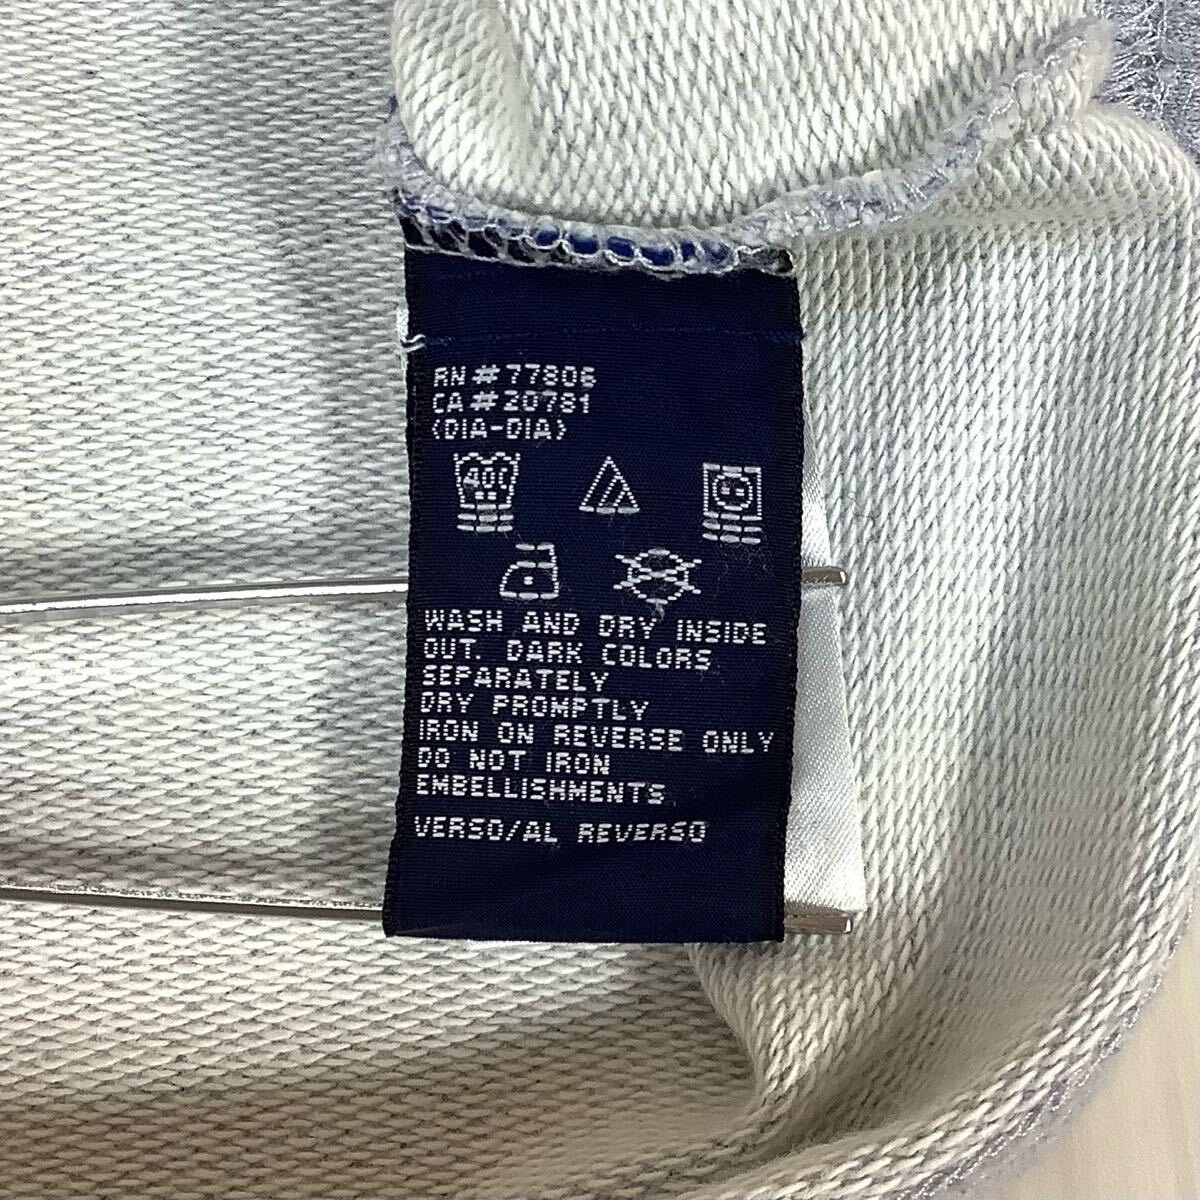 RN # 77806
CA # 20781
(DIA-DIA)
40C
WASH AND DRY INSIDE
OUT. DARK COLORS
SEPARATELY
DRY PROMPTLY
IRON ON REVERSE ONLY
DO NOT IRON
EMBELLISHMENTS
VERSO/AL REVERSO